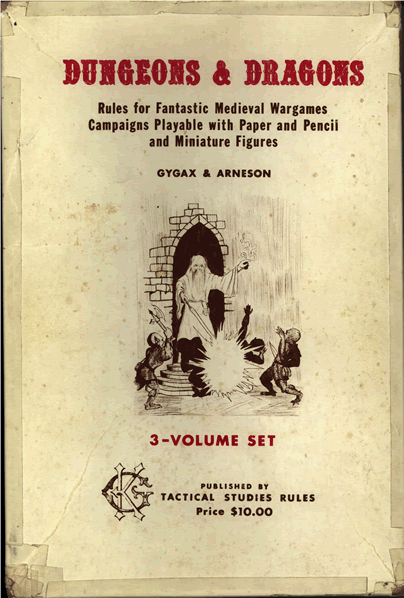 DUNGEONS & DRAGONS
Rules for Fantastic Medieval Wargames
Campaigns Playable with Paper and Pencil
and Miniature Figures
GYGAX & ARNESON
3-VOLUME SET
PUBLISHED BY
TACTICAL STUDIES RULES
Price $10.00